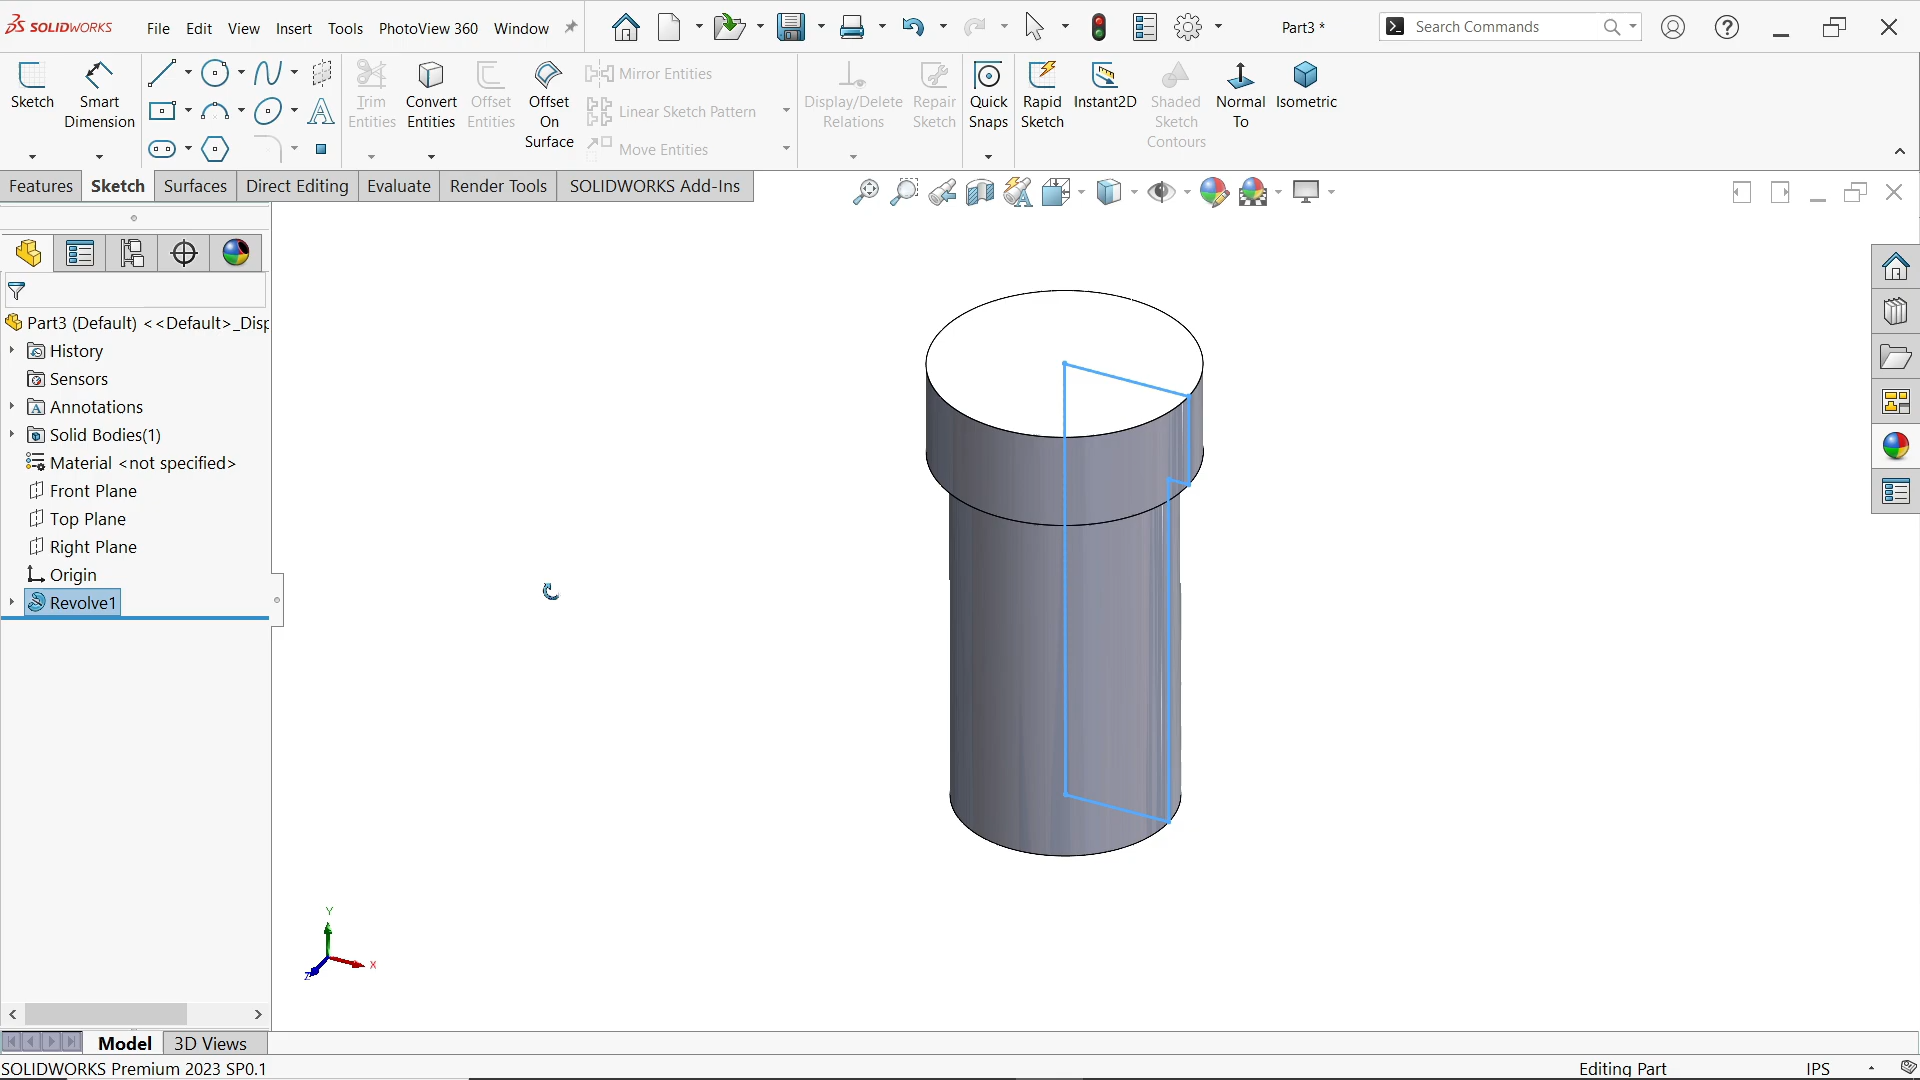 SOLIDWORKS File Edit View Insert Tools PhotoView 360 Window Part3 * Search Commands
Sketch Smart Dimension Trim Entities Convert Entities Offset Entities Offset On Surface Mirror Entities Linear Sketch Pattern Move Entities Display/Delete Relations Repair Sketch Quick Snaps Rapid Sketch Instant2D Shaded Sketch Contours Normal To Isometric
Features Sketch Surfaces Direct Editing Evaluate Render Tools SOLIDWORKS Add-Ins
Part3 (Default) <<Default>_Disp
History
Sensors
Annotations
Solid Bodies(1)
Material <not specified>
Front Plane
Top Plane
Right Plane
Origin
Revolve1
Y
X
Z
Model 3D Views
SOLIDWORKS Premium 2023 SP0.1 Editing Part IPS